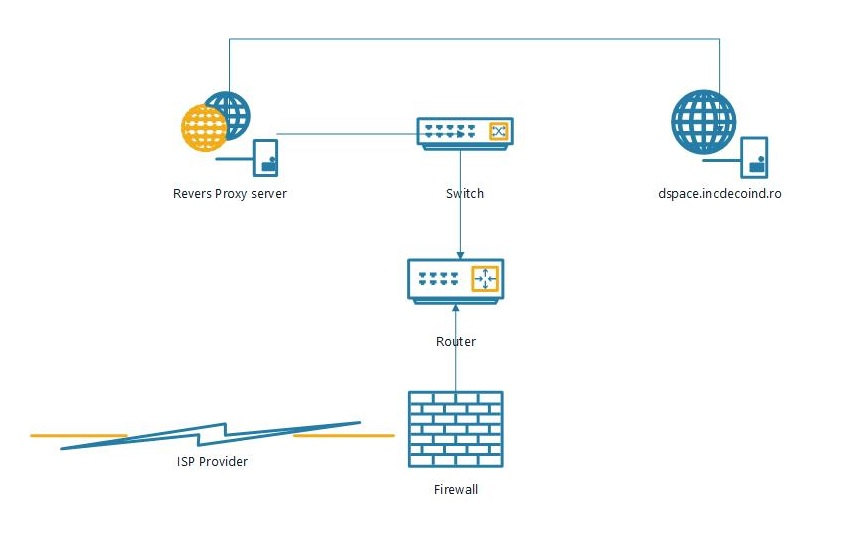 Revers Proxy server
Switch
dspace.incdecoind.ro
Router
ISP Provider
Firewall